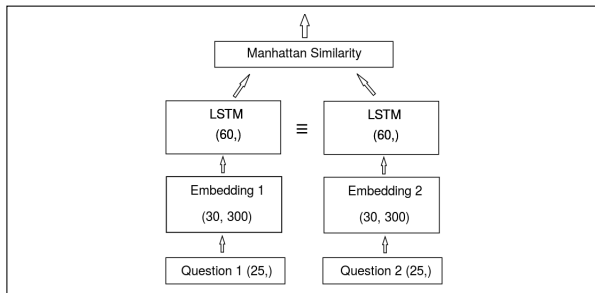 Manhattan Similarity
LSTM
(60,)
≡
LSTM
(60,)
Embedding 1
(30, 300)
Embedding 2
(30, 300)
Question 1 (25,)
Question 2 (25,)